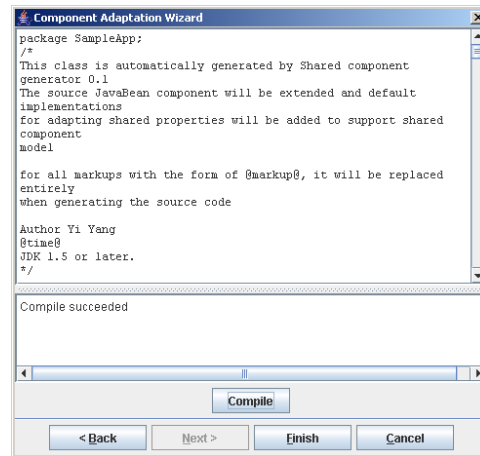 Component Adaptation Wizard
package SampleApp;
/*
This class is automatically generated by Shared component
generator 0.1
The source JavaBean component will be extended and default
implementations
for adapting shared properties will be added to support shared
component
model
for all markups with the form of @markup@, it will be replaced
entirely
when generating the source code
Author Yi Yang
@time@
JDK 1.5 or later.
*/
Compile succeeded
Compile
< Back Next > Finish Cancel